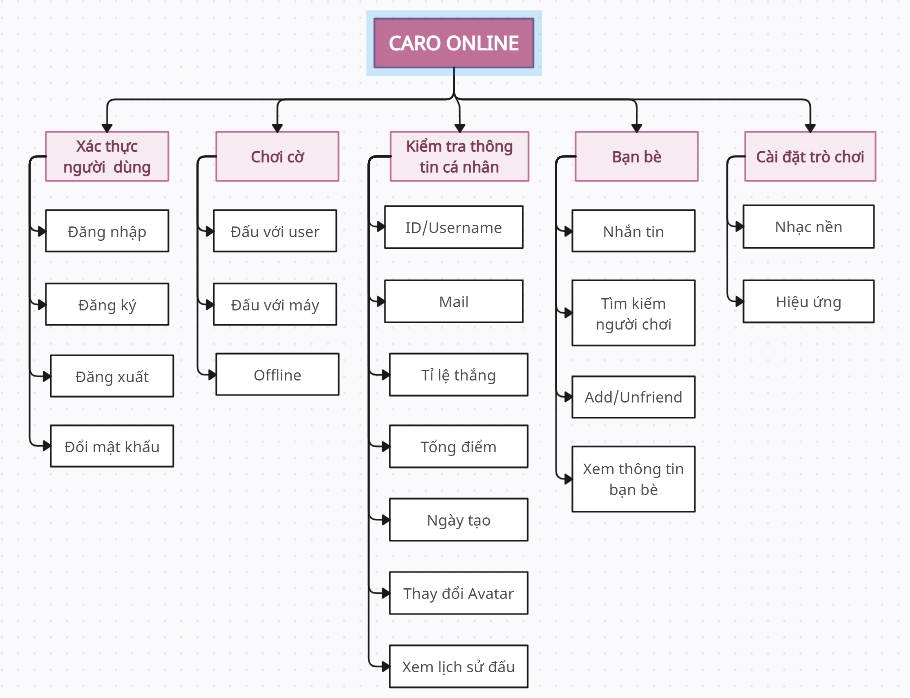 CARO ONLINE
Xác thực
người dùng
Chơi cờ
Kiểm tra thông
tin cá nhân
Bạn bè
Cài đặt trò chơi
Đăng nhập
Đăng ký
Đăng xuất
Đổi mật khẩu
Đấu với user
Đấu với máy
Offline
ID/Username
Mail
Tỉ lệ thắng
Tổng điểm
Ngày tạo
Thay đổi Avatar
Xem lịch sử đấu
Nhắn tin
Tìm kiếm
người chơi
Add/Unfriend
Xem thông tin
bạn bè
Nhạc nền
Hiệu ứng